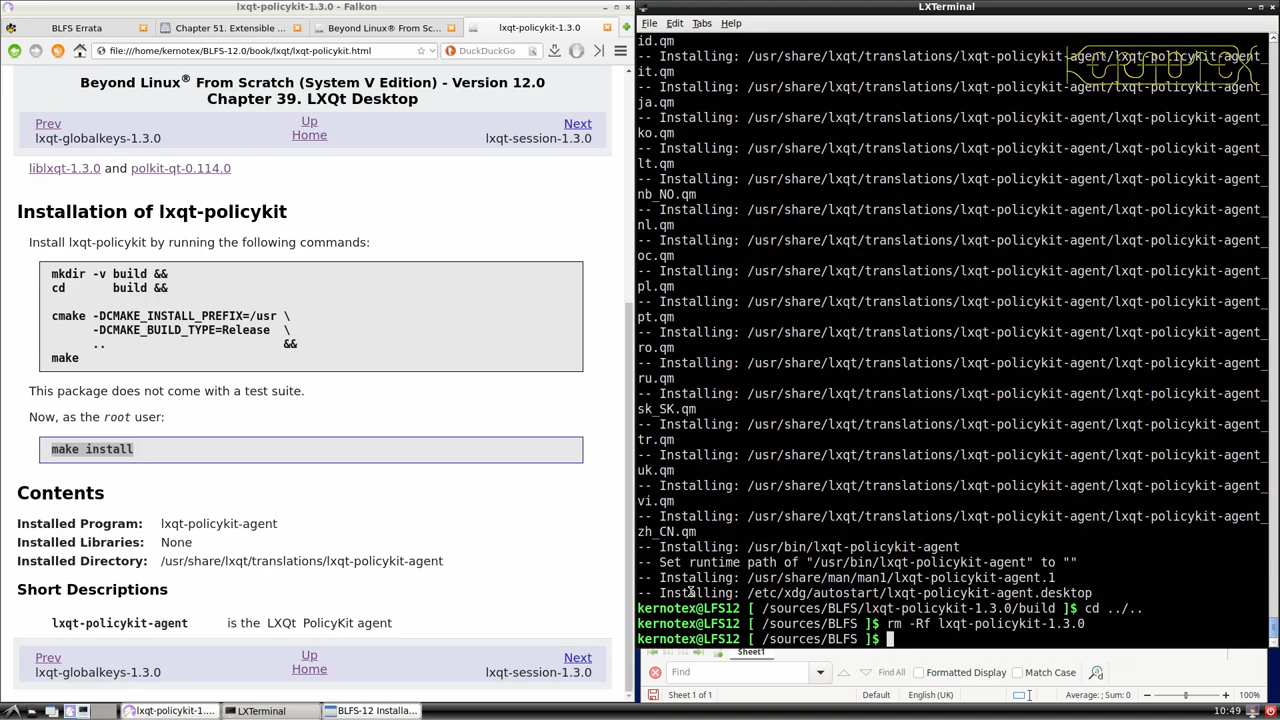 lxqt-policykit-1.3.0 - Falkon
BLFS Errata
Chapter 51. Extensible ...
Beyond Linux® From Sc...
lxqt-policykit-1.3.0
file:///home/kernotex/BLFS-12.0/book/lxqt/lxqt-policykit.html
DuckDuckGo
Beyond Linux® From Scratch (System V Edition) - Version 12.0
Chapter 39. LXQt Desktop
Prev
Up
Next
lxqt-globalkeys-1.3.0
Home
lxqt-session-1.3.0
liblxqt-1.3.0 and polkit-qt-0.114.0
Installation of lxqt-policykit
Install lxqt-policykit by running the following commands:
mkdir -v build &&
cd       build &&
cmake -DCMAKE_INSTALL_PREFIX=/usr \
      -DCMAKE_BUILD_TYPE=Release  \
      ..                          &&
make
This package does not come with a test suite.
Now, as the root user:
make install
Contents
Installed Program: lxqt-policykit-agent
Installed Libraries: None
Installed Directory: /usr/share/lxqt/translations/lxqt-policykit-agent
Short Descriptions
lxqt-policykit-agent is the LXQt PolicyKit agent
Prev
Up
Next
lxqt-globalkeys-1.3.0
Home
lxqt-session-1.3.0
LXTerminal
File Edit Tabs Help
id.qm
-- Installing: /usr/share/lxqt/translations/lxqt-policykit-agent/lxqt-policykit-agent_
it.qm
-- Installing: /usr/share/lxqt/translations/lxqt-policykit-agent/lxqt-policykit-agent_
ja.qm
-- Installing: /usr/share/lxqt/translations/lxqt-policykit-agent/lxqt-policykit-agent_
ko.qm
-- Installing: /usr/share/lxqt/translations/lxqt-policykit-agent/lxqt-policykit-agent_
lt.qm
-- Installing: /usr/share/lxqt/translations/lxqt-policykit-agent/lxqt-policykit-agent_
nb_NO.qm
-- Installing: /usr/share/lxqt/translations/lxqt-policykit-agent/lxqt-policykit-agent_
nl.qm
-- Installing: /usr/share/lxqt/translations/lxqt-policykit-agent/lxqt-policykit-agent_
oc.qm
-- Installing: /usr/share/lxqt/translations/lxqt-policykit-agent/lxqt-policykit-agent_
pl.qm
-- Installing: /usr/share/lxqt/translations/lxqt-policykit-agent/lxqt-policykit-agent_
pt.qm
-- Installing: /usr/share/lxqt/translations/lxqt-policykit-agent/lxqt-policykit-agent_
ro.qm
-- Installing: /usr/share/lxqt/translations/lxqt-policykit-agent/lxqt-policykit-agent_
ru.qm
-- Installing: /usr/share/lxqt/translations/lxqt-policykit-agent/lxqt-policykit-agent_
sk_SK.qm
-- Installing: /usr/share/lxqt/translations/lxqt-policykit-agent/lxqt-policykit-agent_
tr.qm
-- Installing: /usr/share/lxqt/translations/lxqt-policykit-agent/lxqt-policykit-agent_
uk.qm
-- Installing: /usr/share/lxqt/translations/lxqt-policykit-agent/lxqt-policykit-agent_
vi.qm
-- Installing: /usr/share/lxqt/translations/lxqt-policykit-agent/lxqt-policykit-agent_
zh_CN.qm
-- Installing: /usr/bin/lxqt-policykit-agent
-- Set runtime path of "/usr/bin/lxqt-policykit-agent" to ""
-- Installing: /usr/share/man/man1/lxqt-policykit-agent.1
-- Installing: /etc/xdg/autostart/lxqt-policykit-agent.desktop
kernotex@LFS12 [ /sources/BLFS/lxqt-policykit-1.3.0/build ]$ cd ../..
kernotex@LFS12 [ /sources/BLFS ]$ rm -Rf lxqt-policykit-1.3.0
kernotex@LFS12 [ /sources/BLFS ]$
kernotex
Sheet1
Find
Find All
Formatted Display
Match Case
Sheet 1 of 1
Default
English (UK)
Average: ; Sum: 0
100%
lxqt-policykit-1....
LXTerminal
BLFS-12 Installa...
10:49